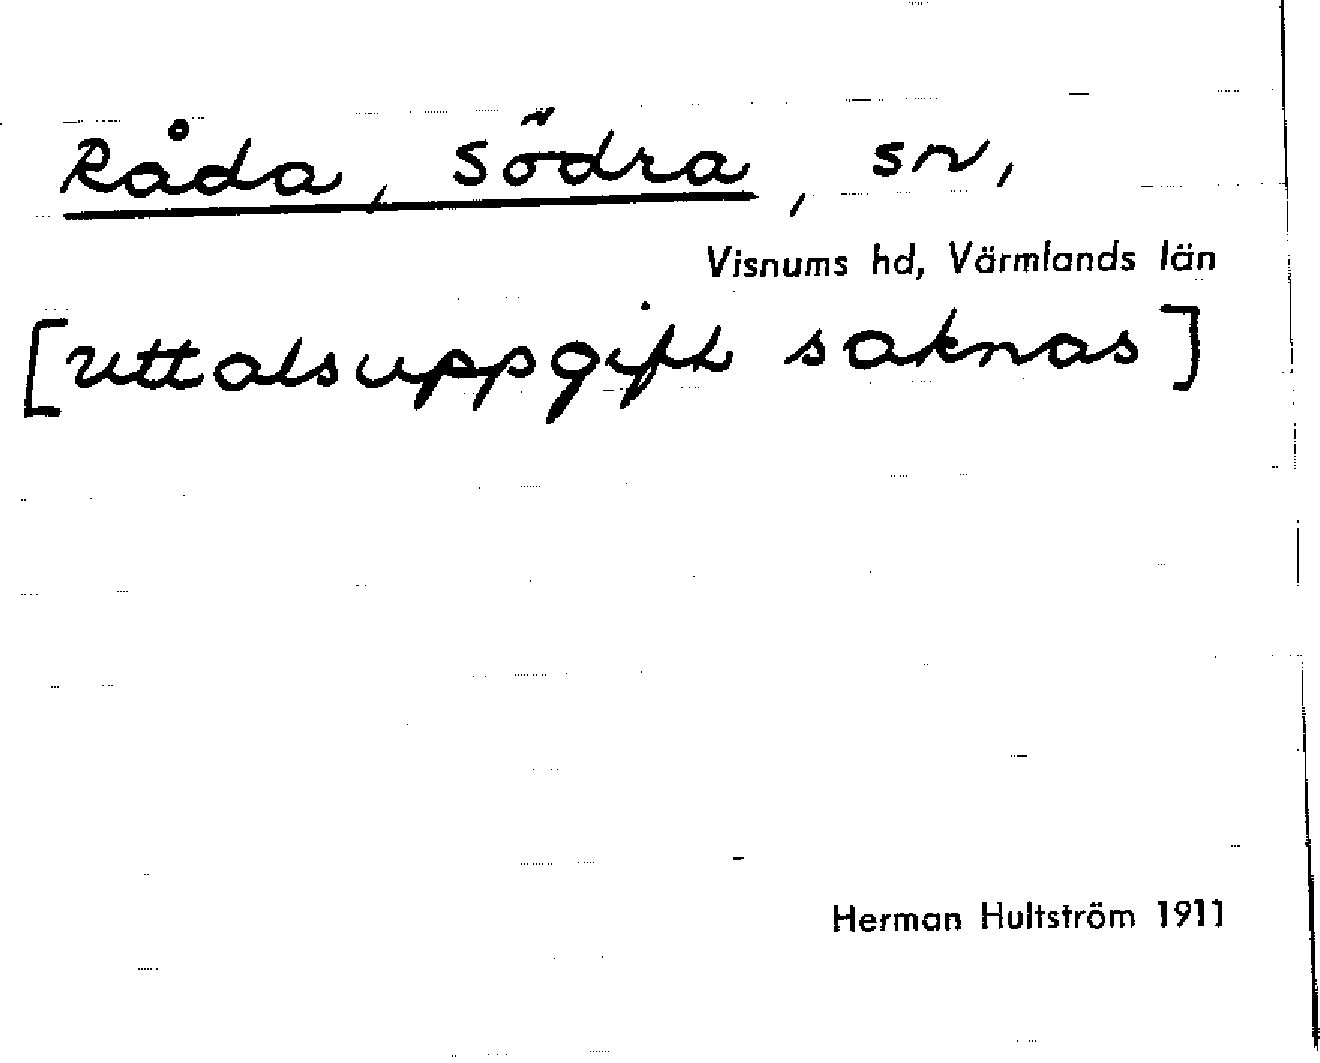 Råda, Södra, sn,
Visnums hd, Värmlands län
[Uttalsuppgift saknas]
Herman Hultström 1911